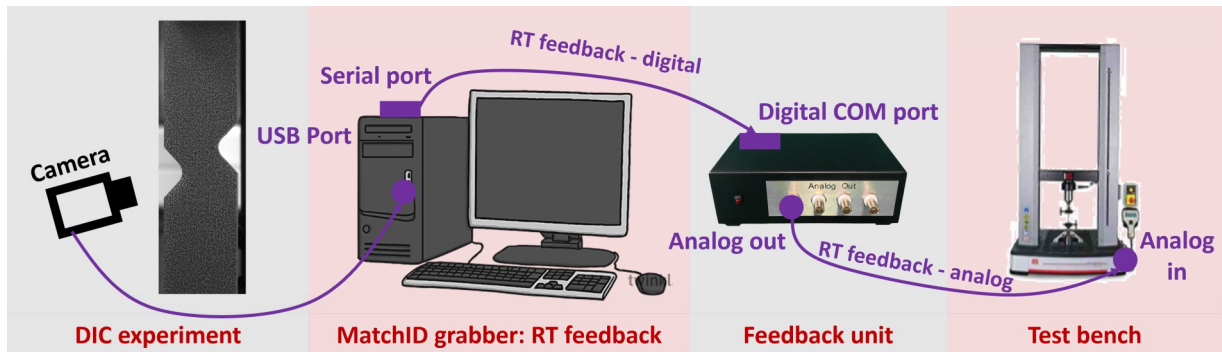 Camera
USB Port
Serial port
RT feedback - digital
Digital COM port
Analog Out
Analog out
RT feedback - analog
Analog
in
twinkl
DIC experiment
MatchID grabber: RT feedback
Feedback unit
Test bench